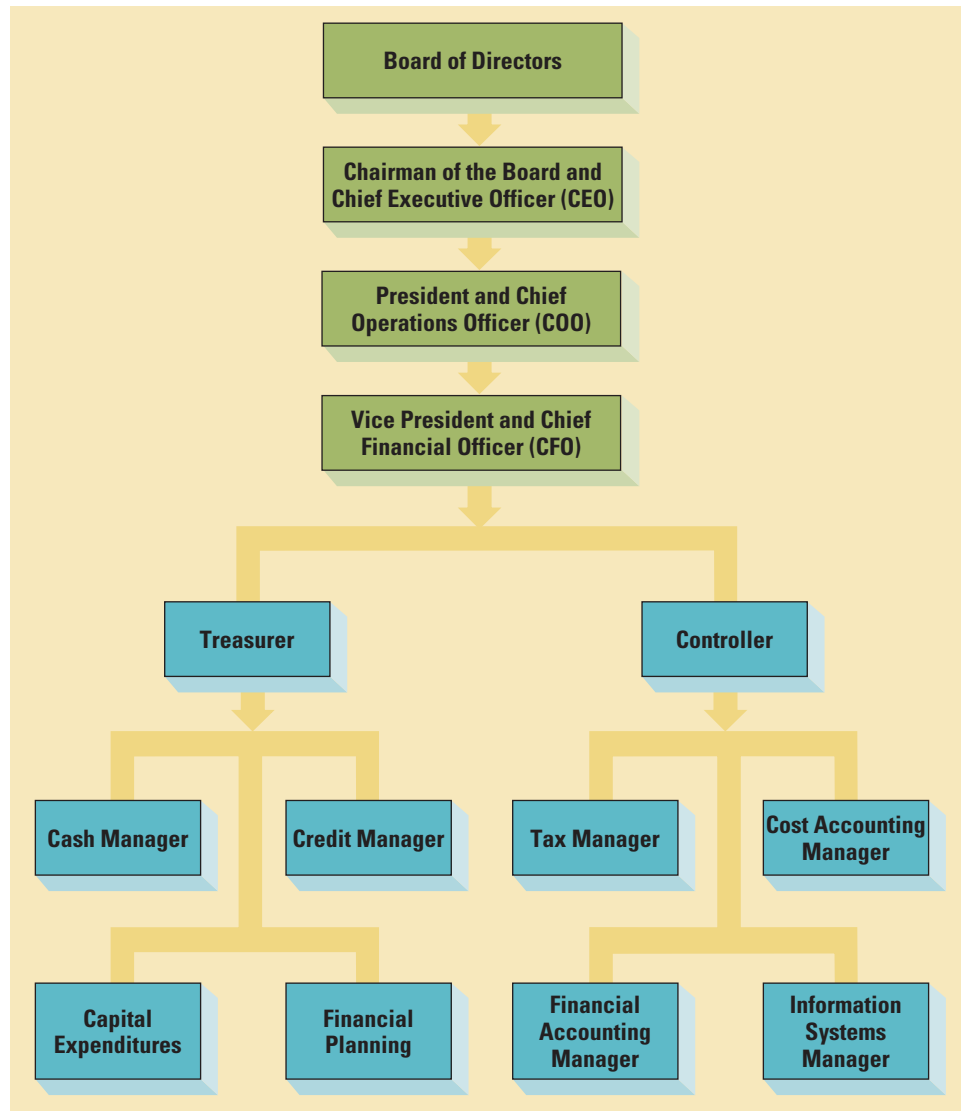 Board of Directors
Chairman of the Board and
Chief Executive Officer (CEO)
President and Chief
Operations Officer (COO)
Vice President and Chief
Financial Officer (CFO)
Treasurer
Controller
Cash Manager
Credit Manager
Tax Manager
Cost Accounting
Manager
Capital
Expenditures
Financial
Planning
Financial
Accounting
Manager
Information
Systems
Manager